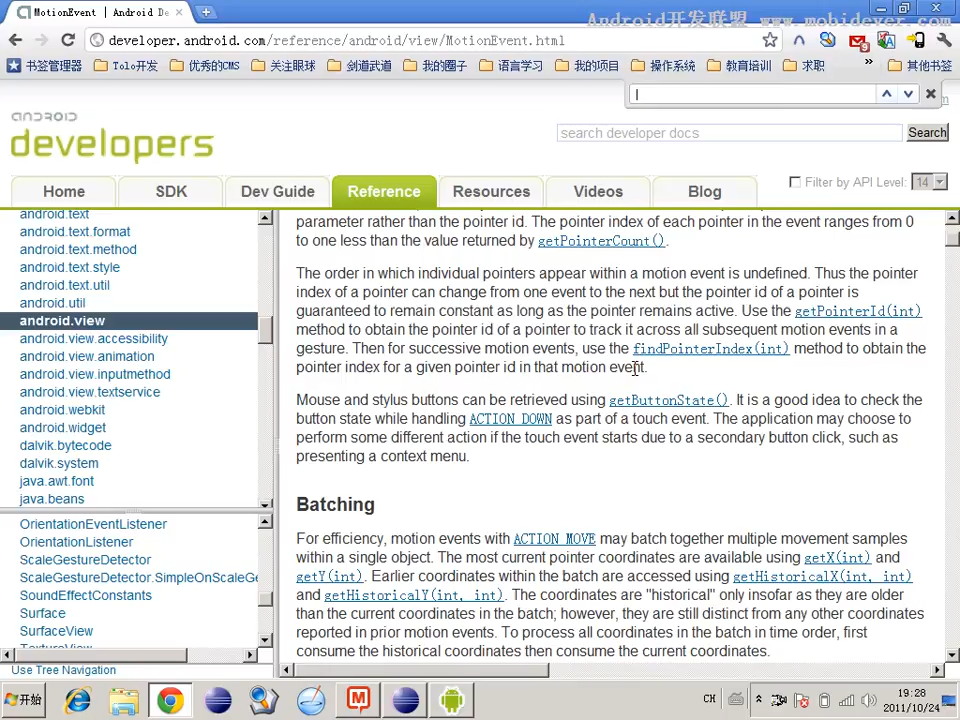 MotionEvent | Android De
Android开发联盟 www.mobidever.com
developer.android.com/reference/android/view/MotionEvent.html
书签管理器 Tolo开发 优秀的CMS 关注眼球 剑道武道 我的圈子 语言学习 我的项目 操作系统 教育培训 求职 » 其他书签
android
developers
search developer docs Search
Home SDK Dev Guide Reference Resources Videos Blog Filter by API Level: 14
android.text
android.text.format
android.text.method
android.text.style
android.text.util
android.util
android.view
android.view.accessibility
android.view.animation
android.view.inputmethod
android.view.textservice
android.webkit
android.widget
dalvik.bytecode
dalvik.system
java.awt.font
java.beans
OrientationEventListener
OrientationListener
ScaleGestureDetector
ScaleGestureDetector.SimpleOnScaleGe
SoundEffectConstants
Surface
SurfaceView
TextureView
Use Tree Navigation
parameter rather than the pointer id. The pointer index of each pointer in the event ranges from 0
to one less than the value returned by getPointerCount().
The order in which individual pointers appear within a motion event is undefined. Thus the pointer
index of a pointer can change from one event to the next but the pointer id of a pointer is
guaranteed to remain constant as long as the pointer remains active. Use the getPointerId(int)
method to obtain the pointer id of a pointer to track it across all subsequent motion events in a
gesture. Then for successive motion events, use the findPointerIndex(int) method to obtain the
pointer index for a given pointer id in that motion event.
Mouse and stylus buttons can be retrieved using getButtonState(). It is a good idea to check the
button state while handling ACTION_DOWN as part of a touch event. The application may choose to
perform some different action if the touch event starts due to a secondary button click, such as
presenting a context menu.
Batching
For efficiency, motion events with ACTION_MOVE may batch together multiple movement samples
within a single object. The most current pointer coordinates are available using getX(int) and
getY(int). Earlier coordinates within the batch are accessed using getHistoricalX(int, int)
and getHistoricalY(int, int). The coordinates are "historical" only insofar as they are older
than the current coordinates in the batch; however, they are still distinct from any other coordinates
reported in prior motion events. To process all coordinates in the batch in time order, first
consume the historical coordinates then consume the current coordinates.
开始
CH
19:28
2011/10/24